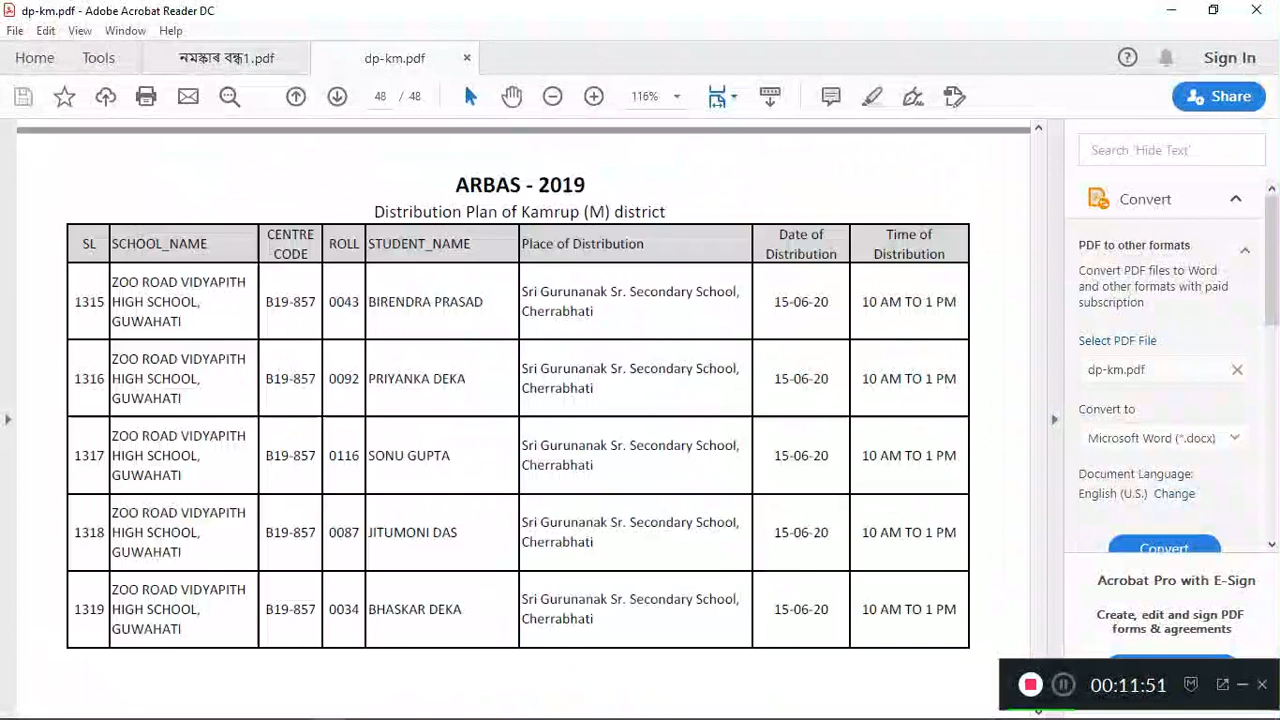 dp-km.pdf - Adobe Acrobat Reader DC
File Edit View Window Help
Home Tools নমস্কাৰ বন্ধ1.pdf dp-km.pdf × Sign In
48 / 48 116% Share
ARBAS - 2019
Distribution Plan of Kamrup (M) district
SL SCHOOL_NAME CENTRE CODE ROLL STUDENT_NAME Place of Distribution Date of Distribution Time of Distribution
1315 ZOO ROAD VIDYAPITH HIGH SCHOOL, GUWAHATI B19-857 0043 BIRENDRA PRASAD Sri Gurunanak Sr. Secondary School, Cherrabhati 15-06-20 10 AM TO 1 PM
1316 ZOO ROAD VIDYAPITH HIGH SCHOOL, GUWAHATI B19-857 0092 PRIYANKA DEKA Sri Gurunanak Sr. Secondary School, Cherrabhati 15-06-20 10 AM TO 1 PM
1317 ZOO ROAD VIDYAPITH HIGH SCHOOL, GUWAHATI B19-857 0116 SONU GUPTA Sri Gurunanak Sr. Secondary School, Cherrabhati 15-06-20 10 AM TO 1 PM
1318 ZOO ROAD VIDYAPITH HIGH SCHOOL, GUWAHATI B19-857 0087 JITUMONI DAS Sri Gurunanak Sr. Secondary School, Cherrabhati 15-06-20 10 AM TO 1 PM
1319 ZOO ROAD VIDYAPITH HIGH SCHOOL, GUWAHATI B19-857 0034 BHASKAR DEKA Sri Gurunanak Sr. Secondary School, Cherrabhati 15-06-20 10 AM TO 1 PM
Search 'Hide Text'
Convert
PDF to other formats
Convert PDF files to Word
and other formats with paid
subscription
Select PDF File
dp-km.pdf
Convert to
Microsoft Word (*.docx)
Document Language:
English (U.S.) Change
Convert
Acrobat Pro with E-Sign
Create, edit and sign PDF
forms & agreements
00:11:51